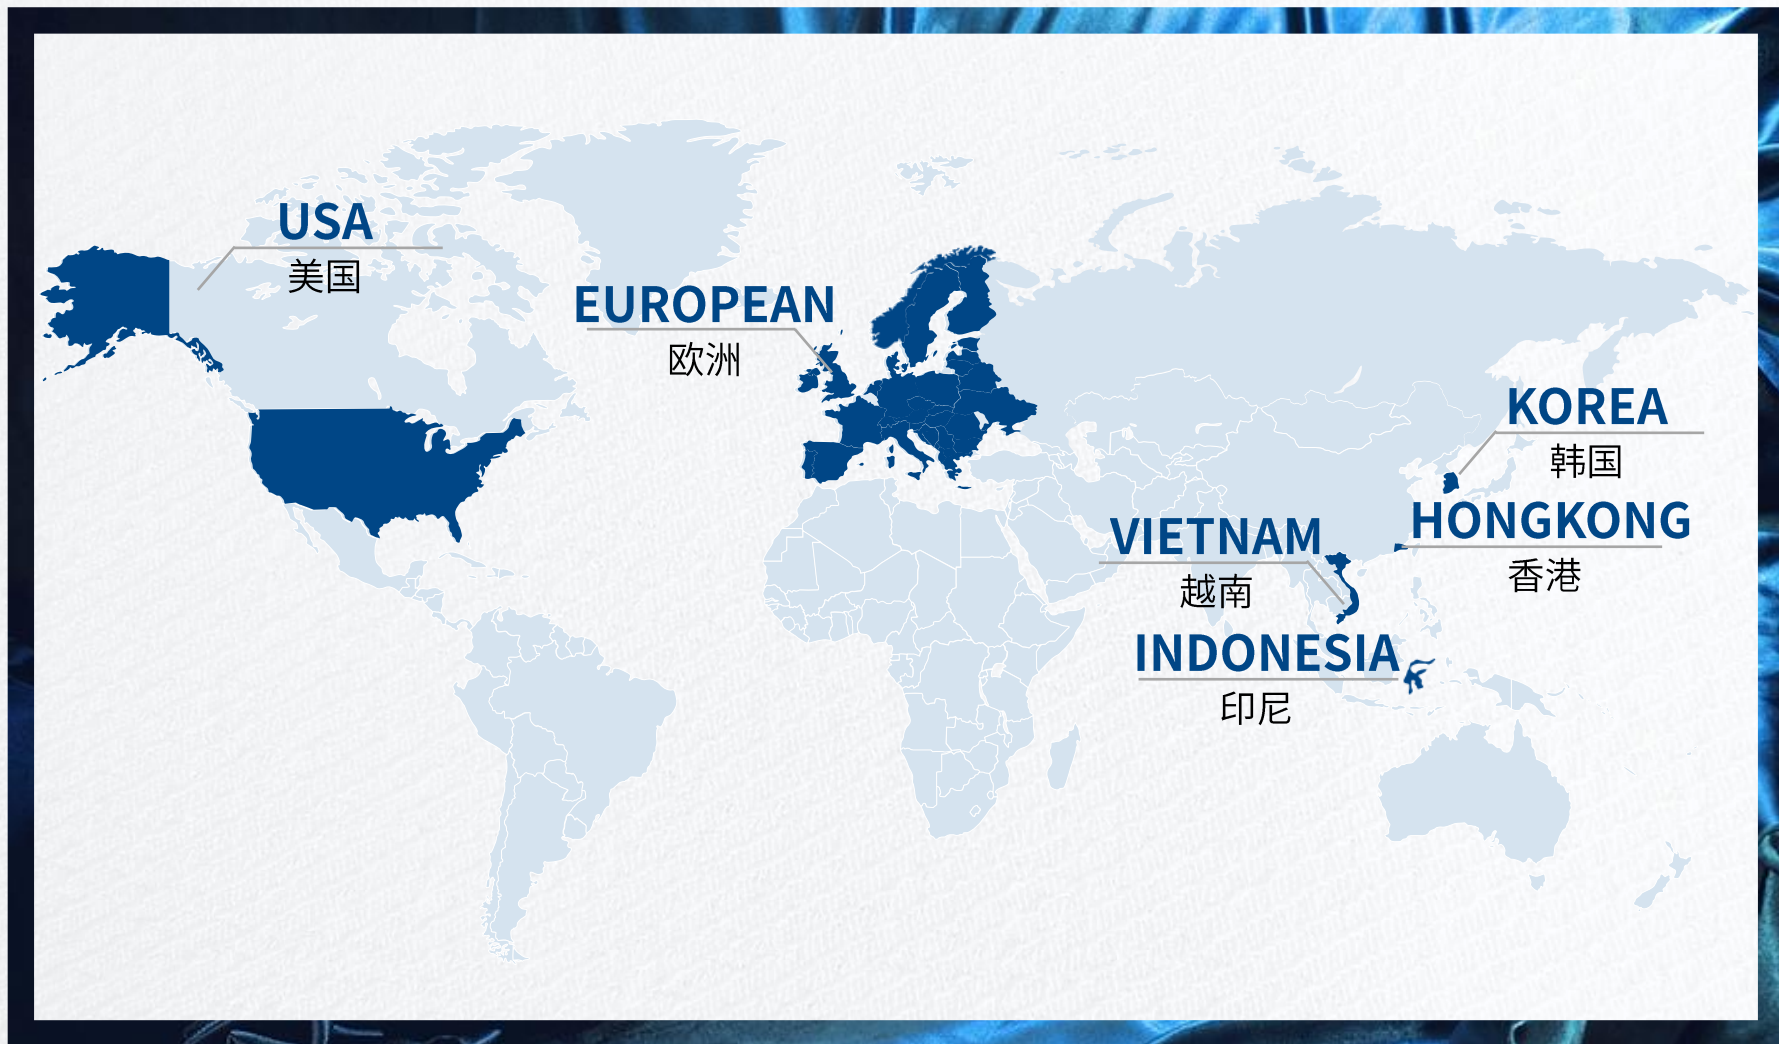 USA
美国
EUROPEAN
欧洲
KOREA
韩国
HONGKONG
香港
VIETNAM
越南
INDONESIA
印尼